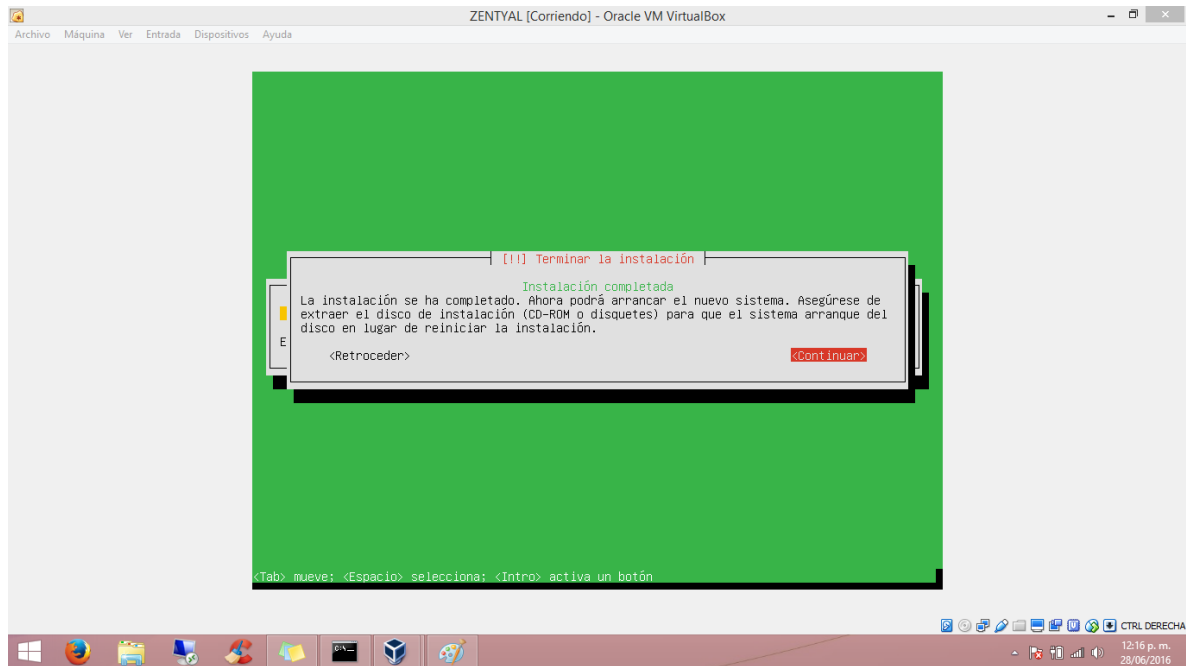 ZENTYAL [Corriendo] - Oracle VM VirtualBox
Archivo Máquina Ver Entrada Dispositivos Ayuda
[!!] Terminar la instalación
Instalación completada
La instalación se ha completado. Ahora podrá arrancar el nuevo sistema. Asegúrese de
extraer el disco de instalación (CD-ROM o disquetes) para que el sistema arranque del
disco en lugar de reiniciar la instalación.
E
<Retroceder> <Continuar>
<Tab> mueve; <Espacio> selecciona; <Intro> activa un botón
CTRL DERECHA
12:16 p. m.
28/06/2016